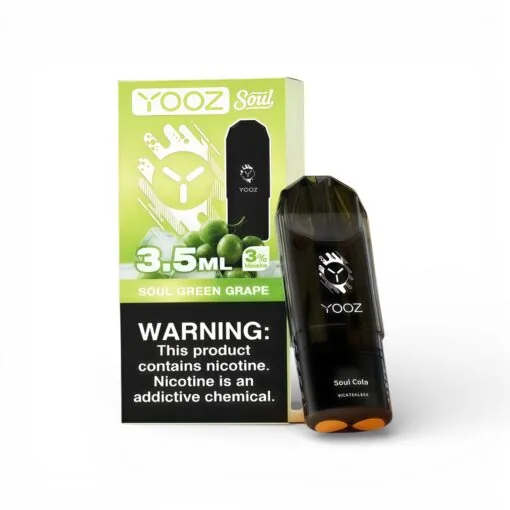 YOOZ Soul
YOOZ
3.5ML
3%
Nicotine
SOUL GREEN GRAPE
WARNING:
This product
contains nicotine.
Nicotine is an
addictive chemical.
YOOZ
Soul Cola